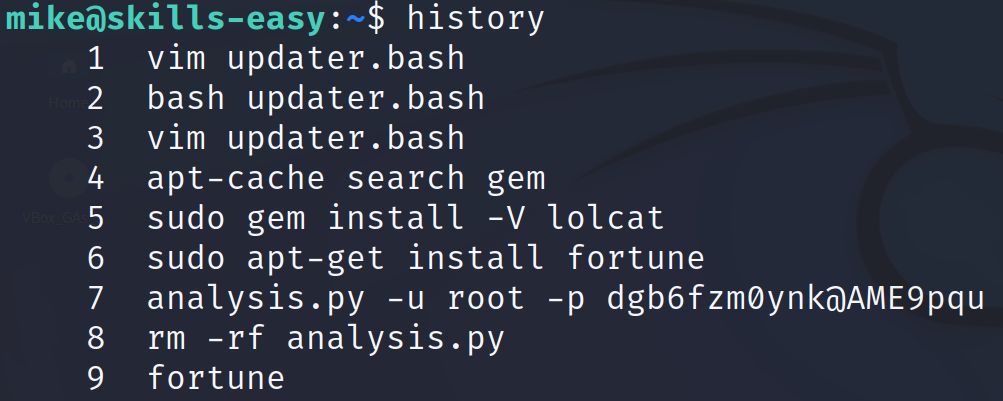 mike@skills-easy:~$ history
1 vim updater.bash
2 bash updater.bash
3 vim updater.bash
4 apt-cache search gem
5 sudo gem install -V lolcat
6 sudo apt-get install fortune
7 analysis.py -u root -p dgb6fzm0ynk@AME9pqu
8 rm -rf analysis.py
9 fortune